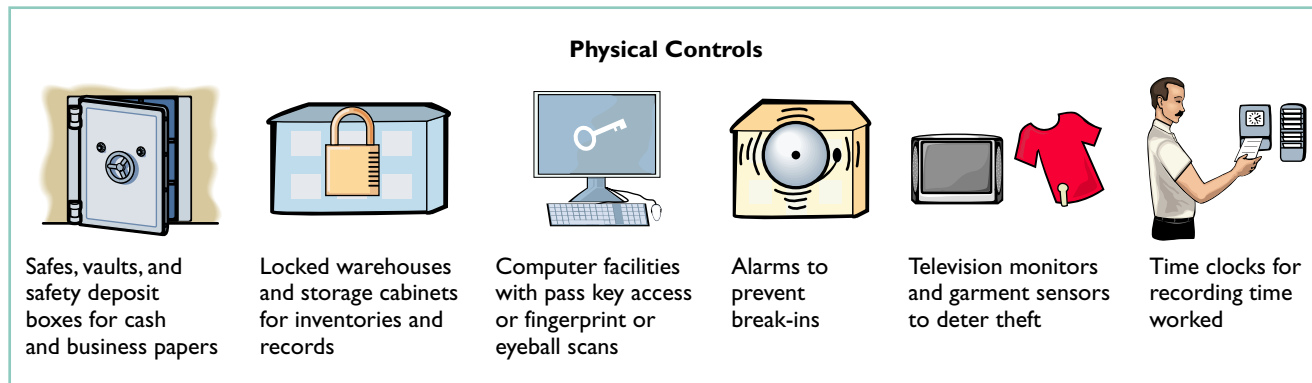 Physical Controls
Safes, vaults, and
safety deposit
boxes for cash
and business papers
Locked warehouses
and storage cabinets
for inventories and
records
Computer facilities
with pass key access
or fingerprint or
eyeball scans
Alarms to
prevent
break-ins
Television monitors
and garment sensors
to deter theft
Time clocks for
recording time
worked